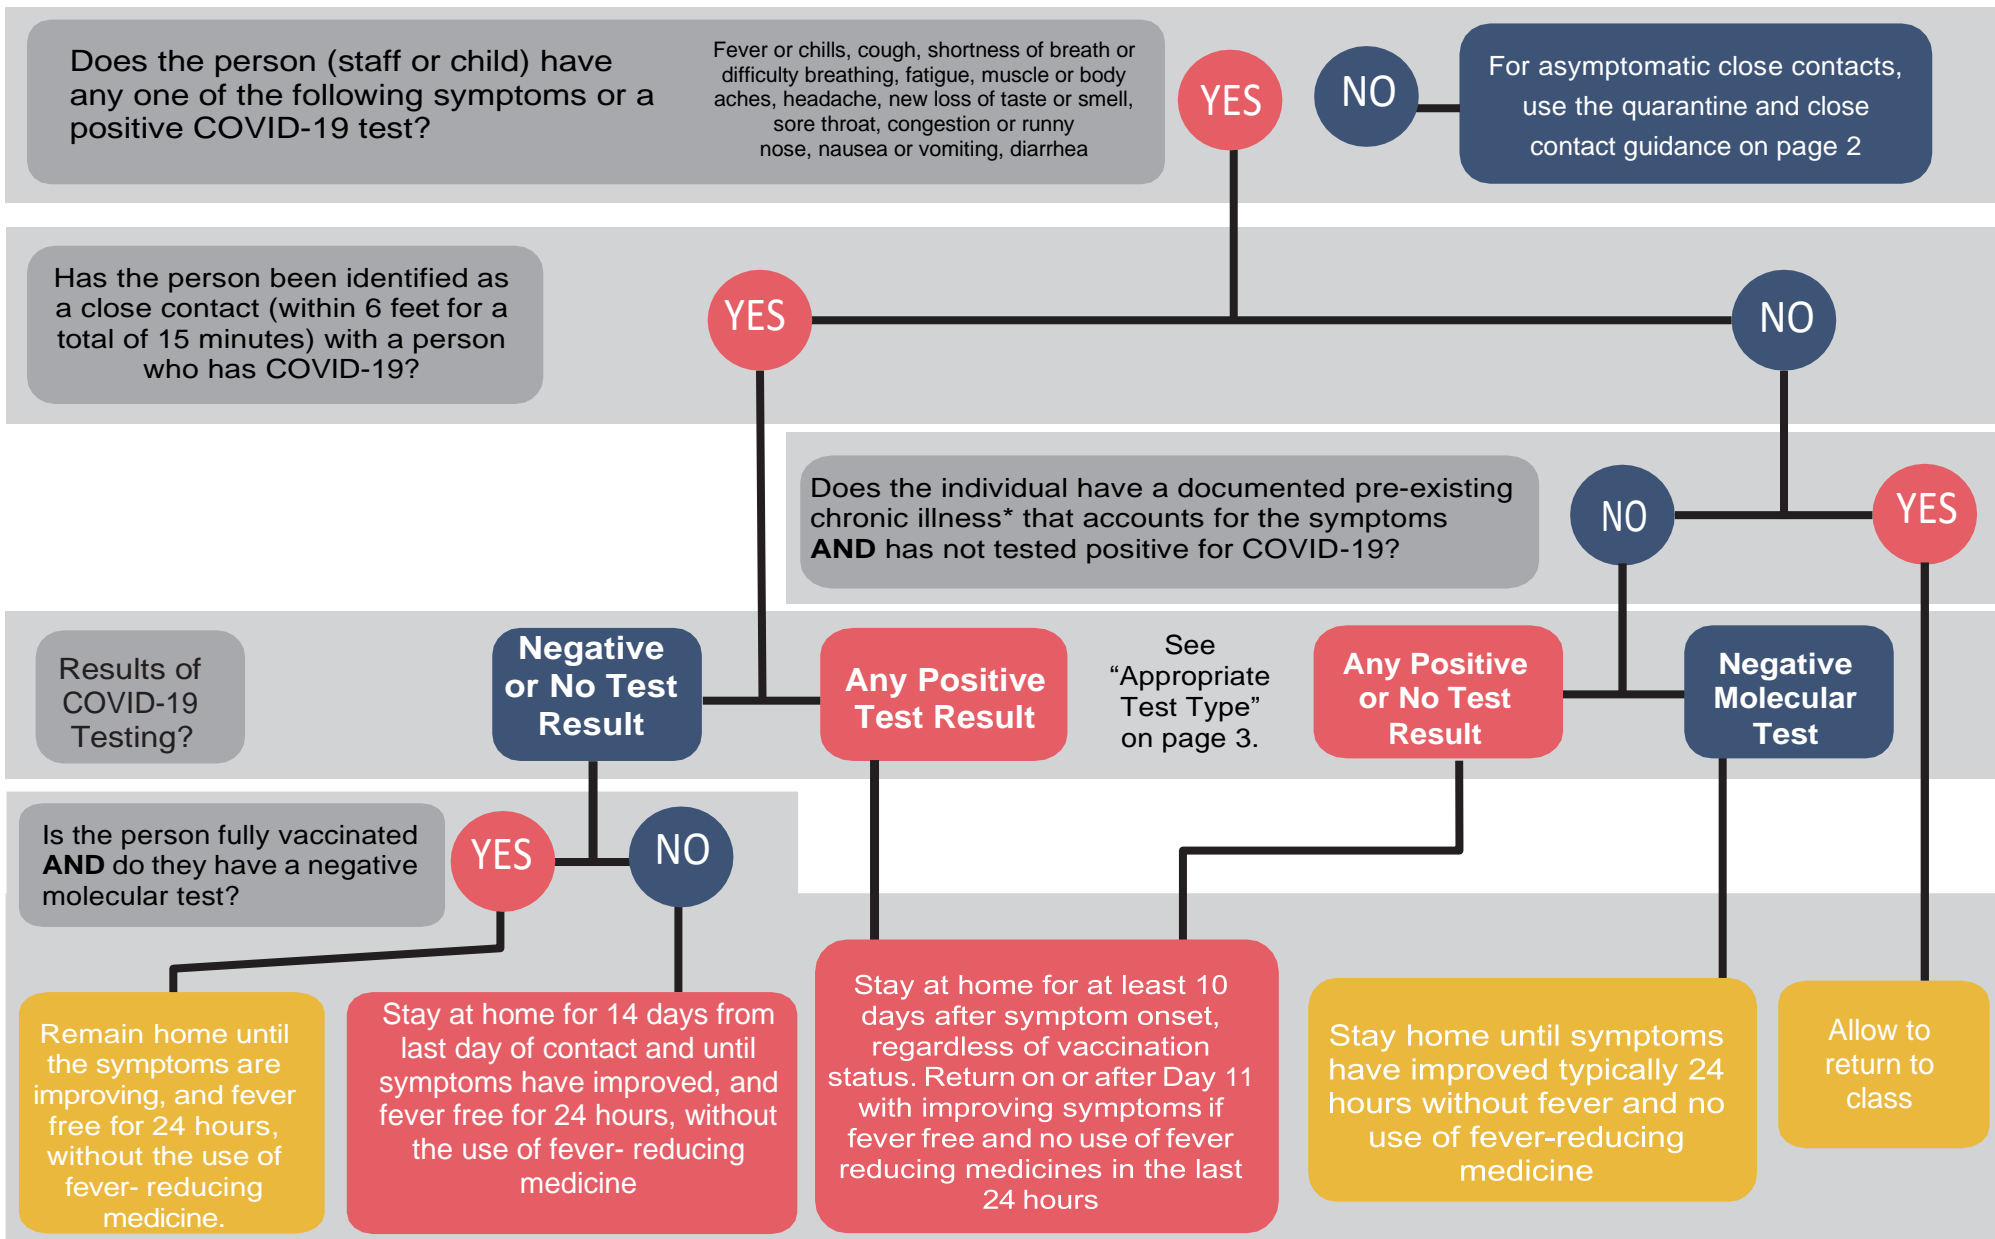 Does the person (staff or child) have
any one of the following symptoms or a
positive COVID-19 test?
Fever or chills, cough, shortness of breath or
difficulty breathing, fatigue, muscle or body
aches, headache, new loss of taste or smell,
sore throat, congestion or runny
nose, nausea or vomiting, diarrhea
YES
NO
For asymptomatic close contacts,
use the quarantine and close
contact guidance on page 2
Has the person been identified as
a close contact (within 6 feet for a
total of 15 minutes) with a person
who has COVID-19?
YES
NO
Does the individual have a documented pre-existing
chronic illness* that accounts for the symptoms
AND has not tested positive for COVID-19?
NO
YES
Results of
COVID-19
Testing?
Negative
or No Test
Result
Any Positive
Test Result
See
“Appropriate
Test Type”
on page 3.
Any Positive
or No Test
Result
Negative
Molecular
Test
Is the person fully vaccinated
AND do they have a negative
molecular test?
YES
NO
Remain home until
the symptoms are
improving, and fever
free for 24 hours,
without the use of
fever- reducing
medicine.
Stay at home for 14 days from
last day of contact and until
symptoms have improved, and
fever free for 24 hours, without
the use of fever- reducing
medicine
Stay at home for at least 10
days after symptom onset,
regardless of vaccination
status. Return on or after Day 11
with improving symptoms if
fever free and no use of fever
reducing medicines in the last
24 hours
Stay home until symptoms
have improved typically 24
hours without fever and no
use of fever-reducing
medicine
Allow to
return to
class